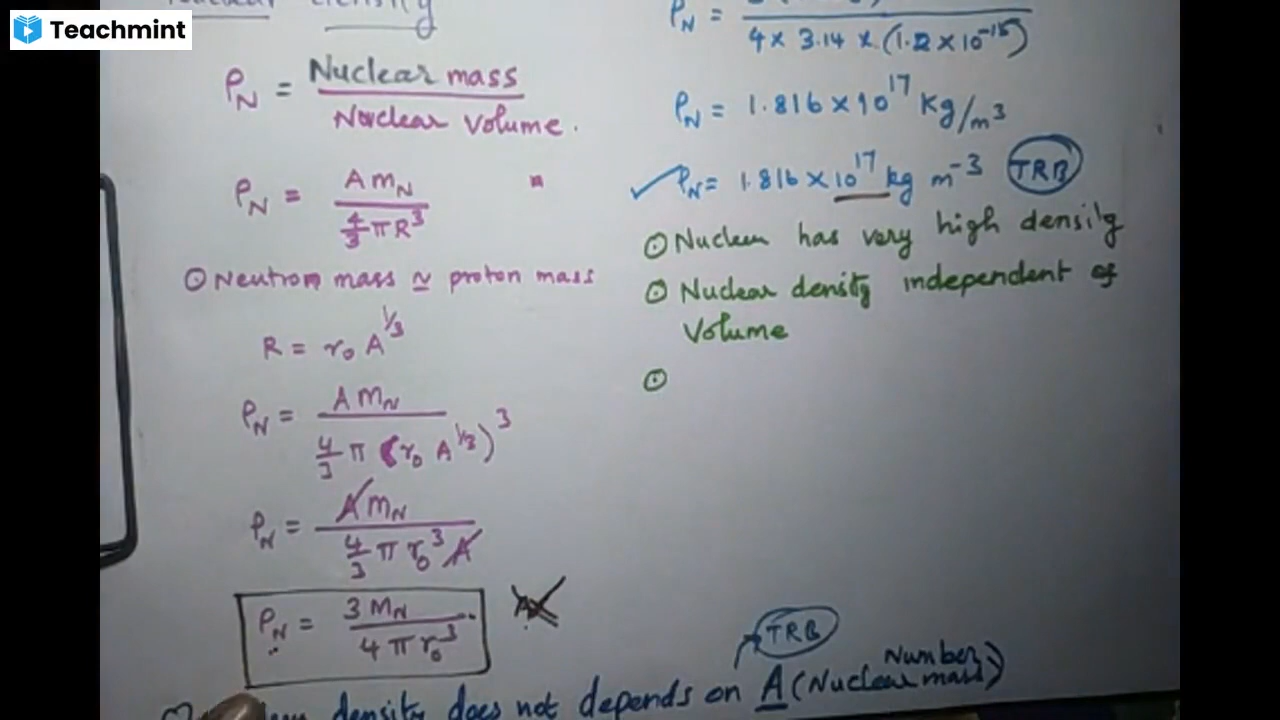 Teachmint
density
ρN = Nuclear mass / Nuclear volume.
ρN = A mN / 4/3 π R³
⊙ Neutron mass ≃ proton mass
R = r₀ A^1/3
ρN = A mN / 4/3 π (r₀ A^1/3)³
ρN = A mN / 4/3 π r₀³ A
ρN = 3 mN / 4 π r₀³
density does not depends on A (Nuclear mass Number)
TRB
ρN =
4 × 3.14 × (1.2 × 10⁻¹⁵)
ρN = 1.816 × 10¹⁷ Kg/m³
ρN = 1.816 × 10¹⁷ kg m⁻³ TRB
⊙ Nucleus has very high density
⊙ Nuclear density independent of
Volume
⊙